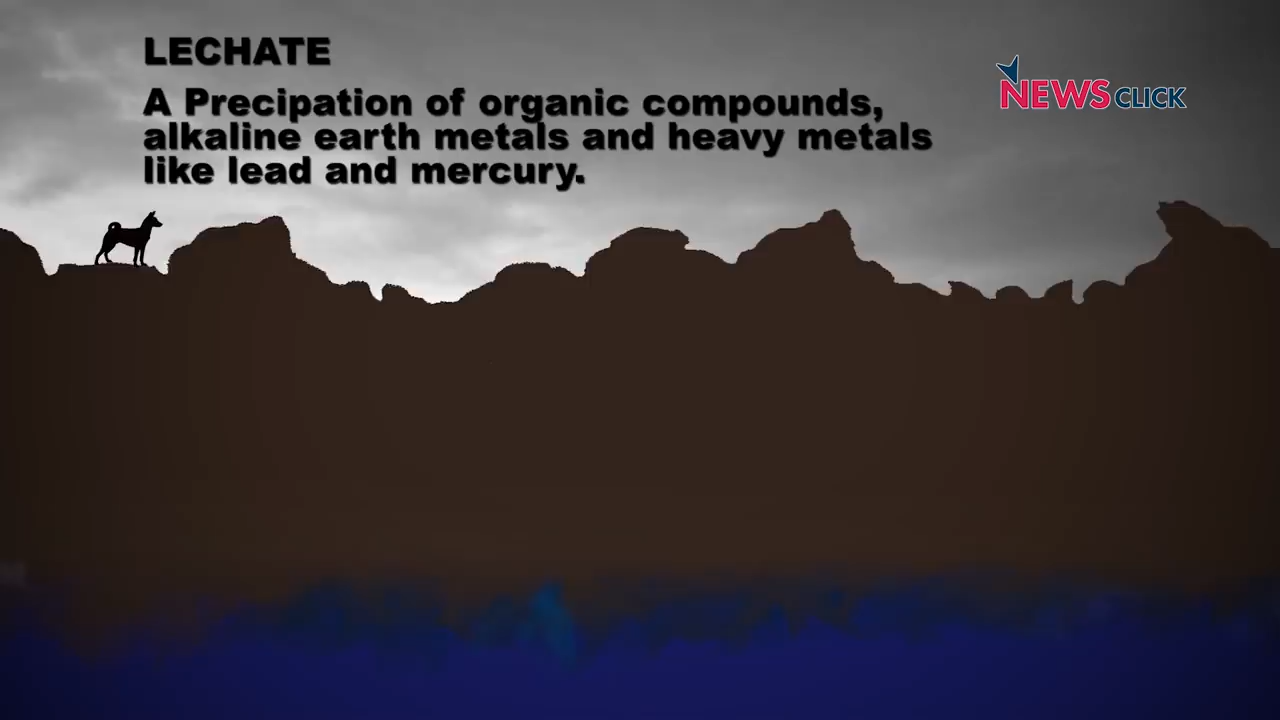 LECHATE
A Precipation of organic compounds,
alkaline earth metals and heavy metals
like lead and mercury.
NEWSCLICK